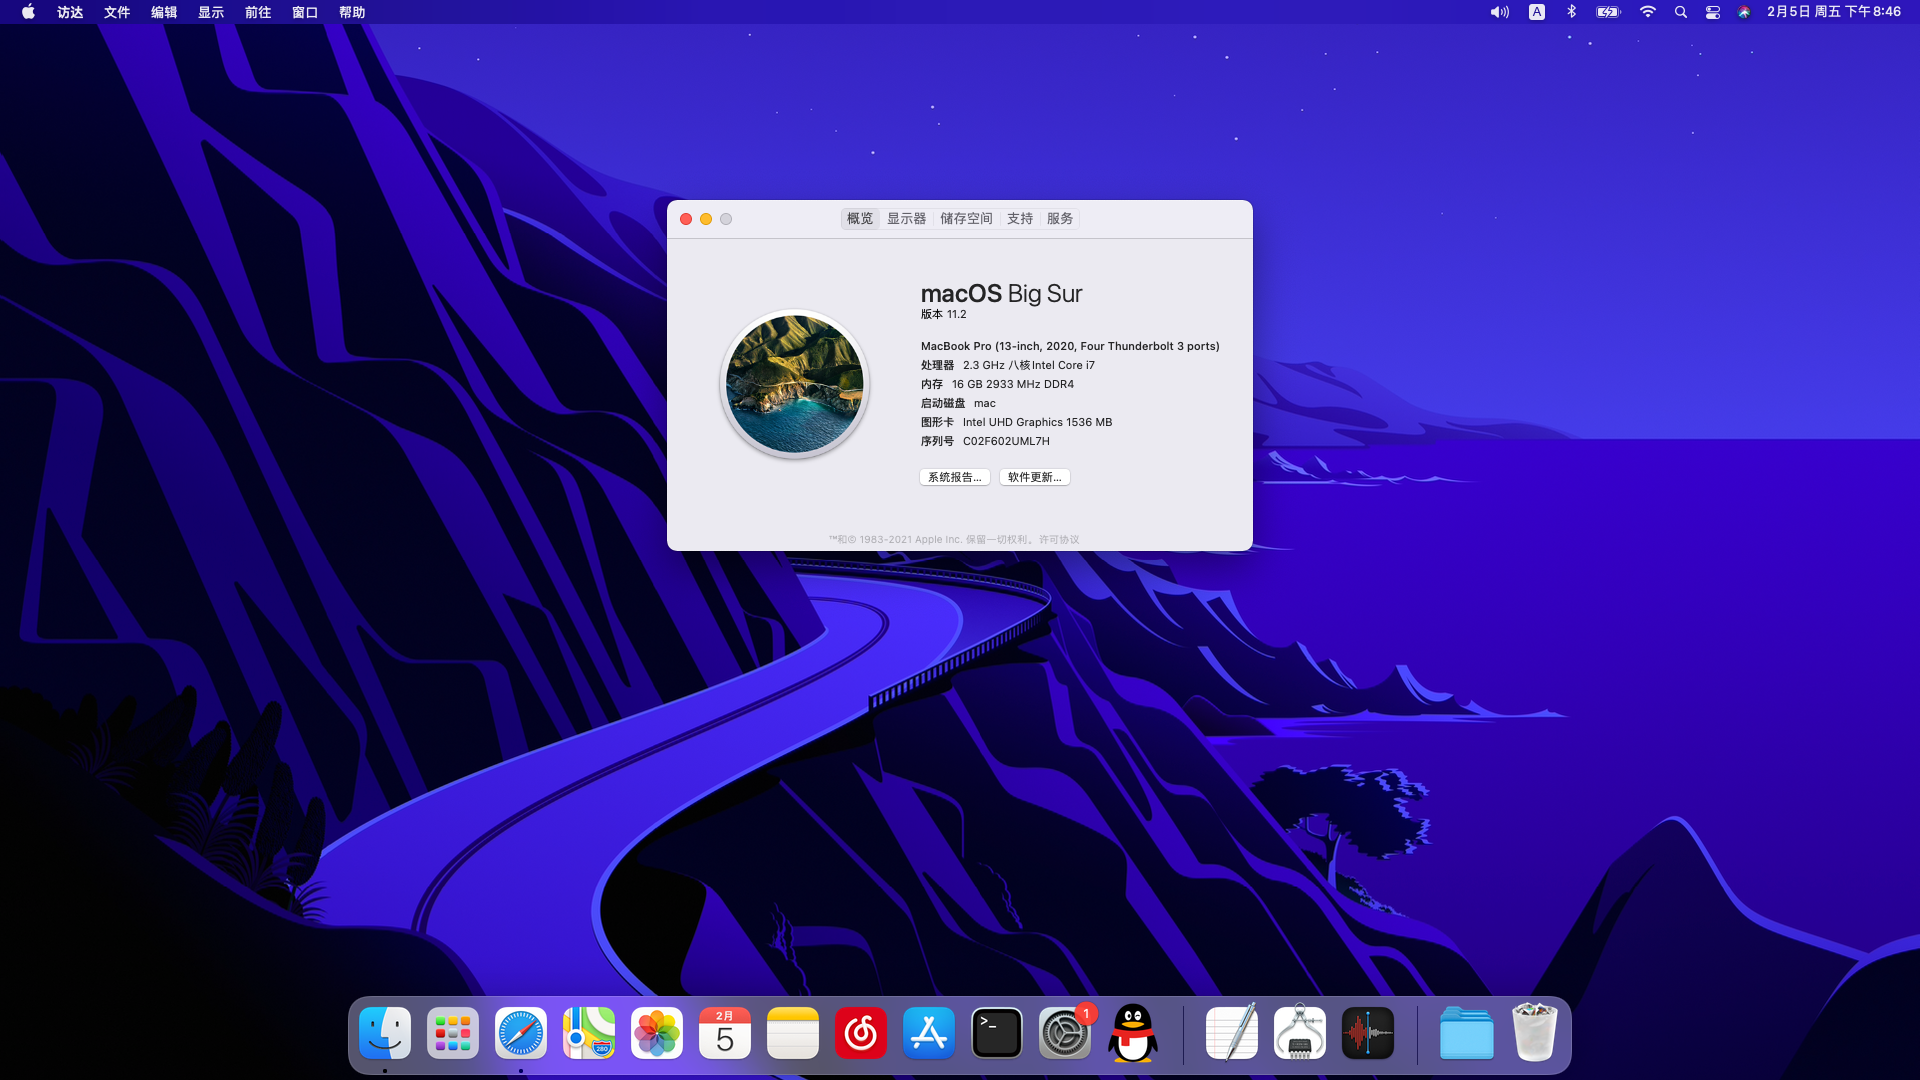 访达 文件 编辑 显示 前往 窗口 帮助 A 2月5日 周五 下午8:46
概览 显示器 储存空间 支持 服务
macOS Big Sur
版本 11.2
MacBook Pro (13-inch, 2020, Four Thunderbolt 3 ports)
处理器 2.3 GHz 八核Intel Core i7
内存 16 GB 2933 MHz DDR4
启动磁盘 mac
图形卡 Intel UHD Graphics 1536 MB
序列号 C02F602UML7H
系统报告... 软件更新...
™和© 1983-2021 Apple Inc. 保留一切权利。许可协议
280
2月
5
>_
1